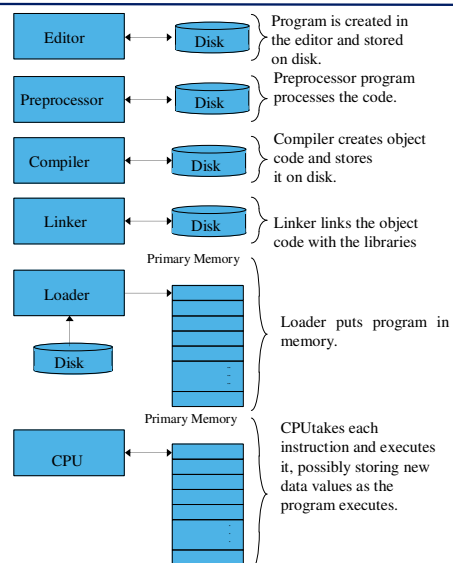 Editor
Disk
Program is created in
the editor and stored
on disk.
Preprocessor
Disk
Preprocessor program
processes the code.
Compiler
Disk
Compiler creates object
code and stores
it on disk.
Linker
Disk
Linker links the object
code with the libraries
Primary Memory
Loader
Disk
Loader puts program in
memory.
Primary Memory
CPU
CPUtakes each
instruction and executes
it, possibly storing new
data values as the
program executes.